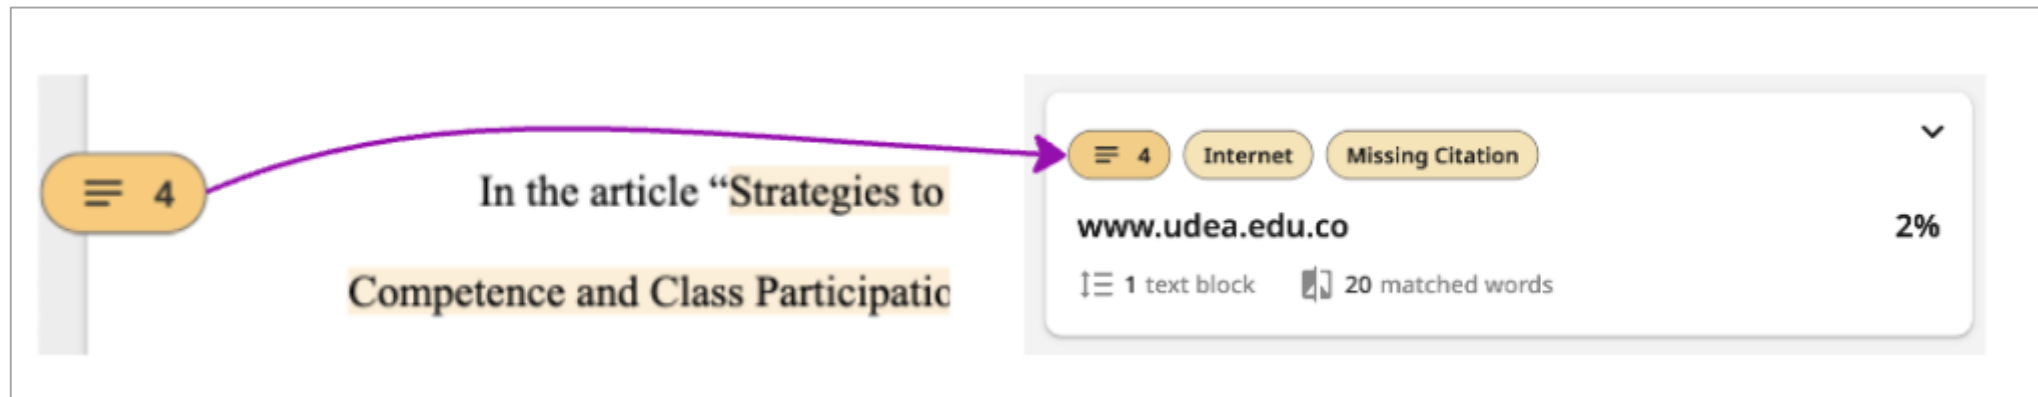 4
In the article “Strategies to
Competence and Class Participatio
4 Internet Missing Citation
www.udea.edu.co 2%
1 text block 20 matched words